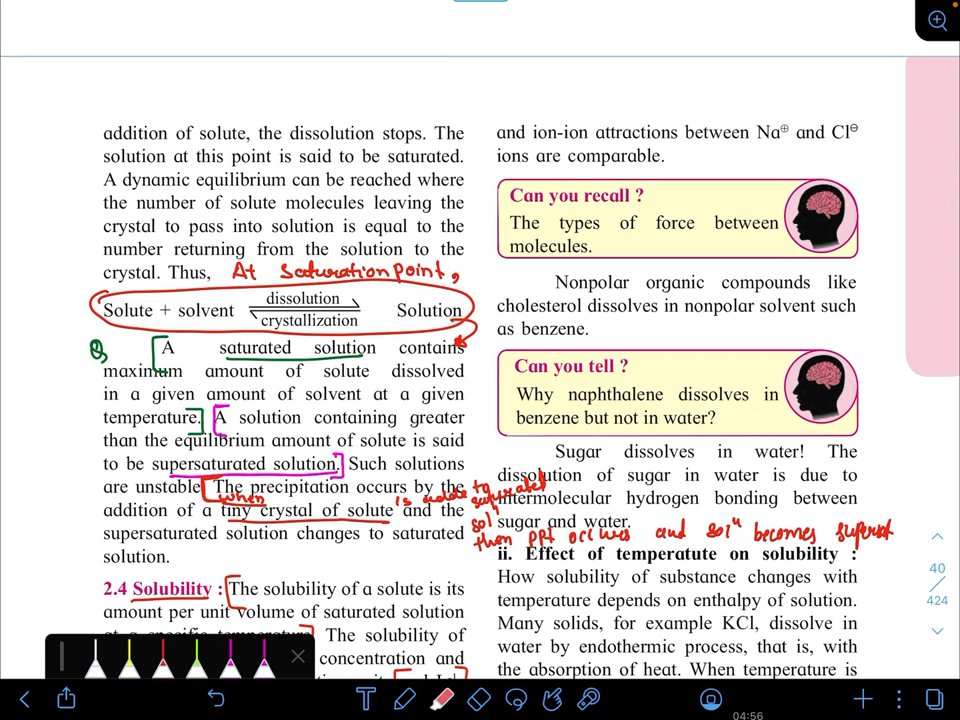 addition of solute, the dissolution stops. The
solution at this point is said to be saturated.
A dynamic equilibrium can be reached where
the number of solute molecules leaving the
crystal to pass into solution is equal to the
number returning from the solution to the
crystal. Thus, At saturation point,
Solute + solvent dissolution Solution
crystallization
A saturated solution contains
maximum amount of solute dissolved
in a given amount of solvent at a given
temperature. A solution containing greater
than the equilibrium amount of solute is said
to be supersaturated solution. Such solutions
are unstable. The precipitation occurs by the
when
addition of a tiny crystal of solute and the
is added to
solⁿ
then ppt occurs and solⁿ becomes
supersaturated solution changes to saturated
solution.
2.4 Solubility : The solubility of a solute is its
amount per unit volume of saturated solution
at a specific temperature. The solubility of
concentration and
and ion-ion attractions between Na⊕ and Cl⊖
ions are comparable.
Can you recall ?
The types of force between
molecules.
Nonpolar organic compounds like
cholesterol dissolves in nonpolar solvent such
as benzene.
Can you tell ?
Why naphthalene dissolves in
benzene but not in water?
Sugar dissolves in water! The
dissolution of sugar in water is due to
intermolecular hydrogen bonding between
sugar and water.
ii. Effect of temperatute on solubility :
How solubility of substance changes with
temperature depends on enthalpy of solution.
Many solids, for example KCl, dissolve in
water by endothermic process, that is, with
the absorption of heat. When temperature is
40
424
04:56